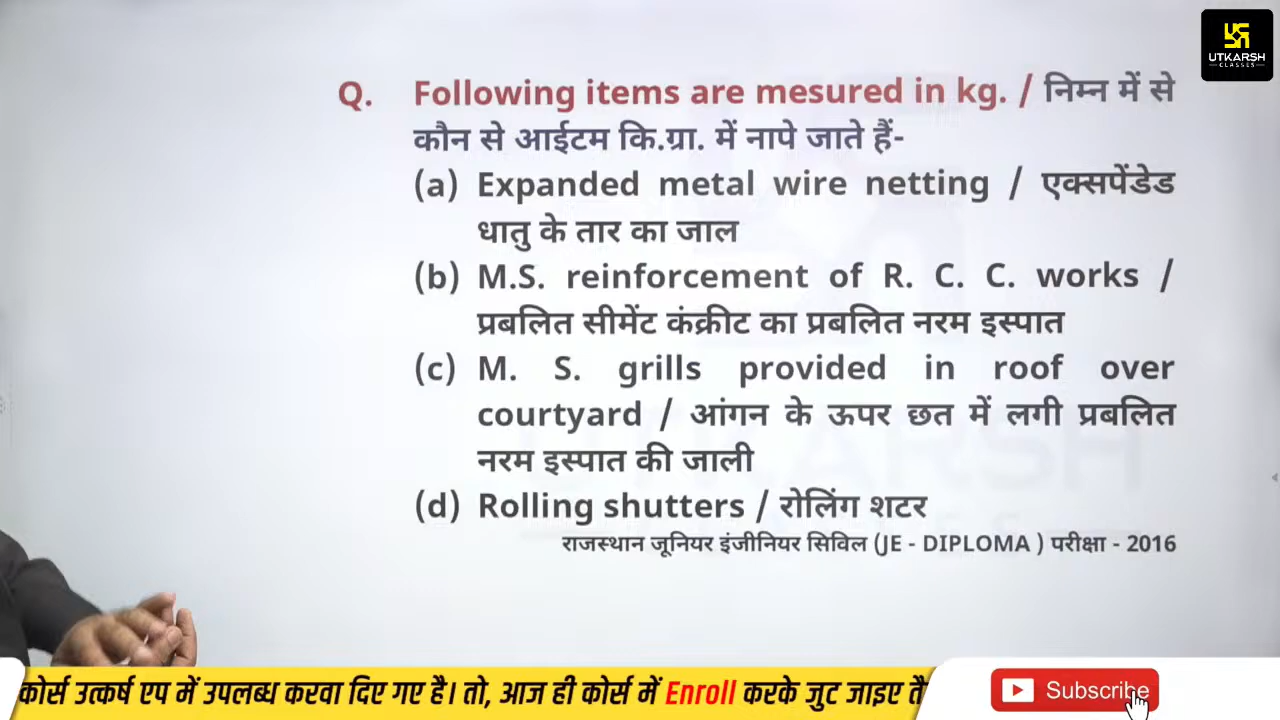 UTKARSH
CLASSES
Q. Following items are mesured in kg. / निम्न में से
कौन से आईटम कि.ग्रा. में नापे जाते हैं-
(a) Expanded metal wire netting / एक्सपेंडेड
धातु के तार का जाल
(b) M.S. reinforcement of R. C. C. works /
प्रबलित सीमेंट कंक्रीट का प्रबलित नरम इस्पात
(c) M. S. grills provided in roof over
courtyard / आंगन के ऊपर छत में लगी प्रबलित
नरम इस्पात की जाली
(d) Rolling shutters / रोलिंग शटर
राजस्थान जूनियर इंजीनियर सिविल (JE - DIPLOMA ) परीक्षा - 2016
कोर्स उत्कर्ष एप में उपलब्ध करवा दिए गए है। तो, आज ही कोर्स में Enroll करके जुट जाइए तै
Subscribe